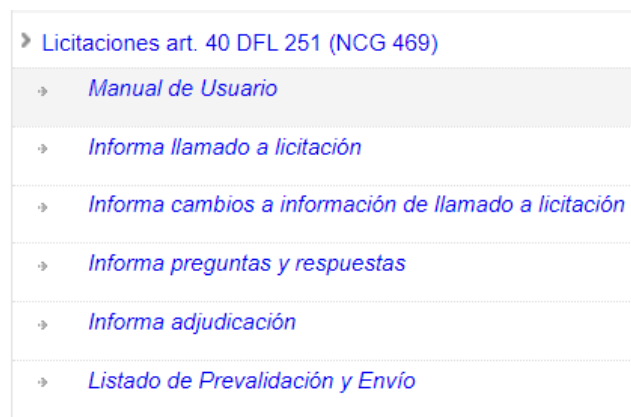 Licitaciones art. 40 DFL 251 (NCG 469)
Manual de Usuario
Informa llamado a licitación
Informa cambios a información de llamado a licitación
Informa preguntas y respuestas
Informa adjudicación
Listado de Prevalidación y Envío